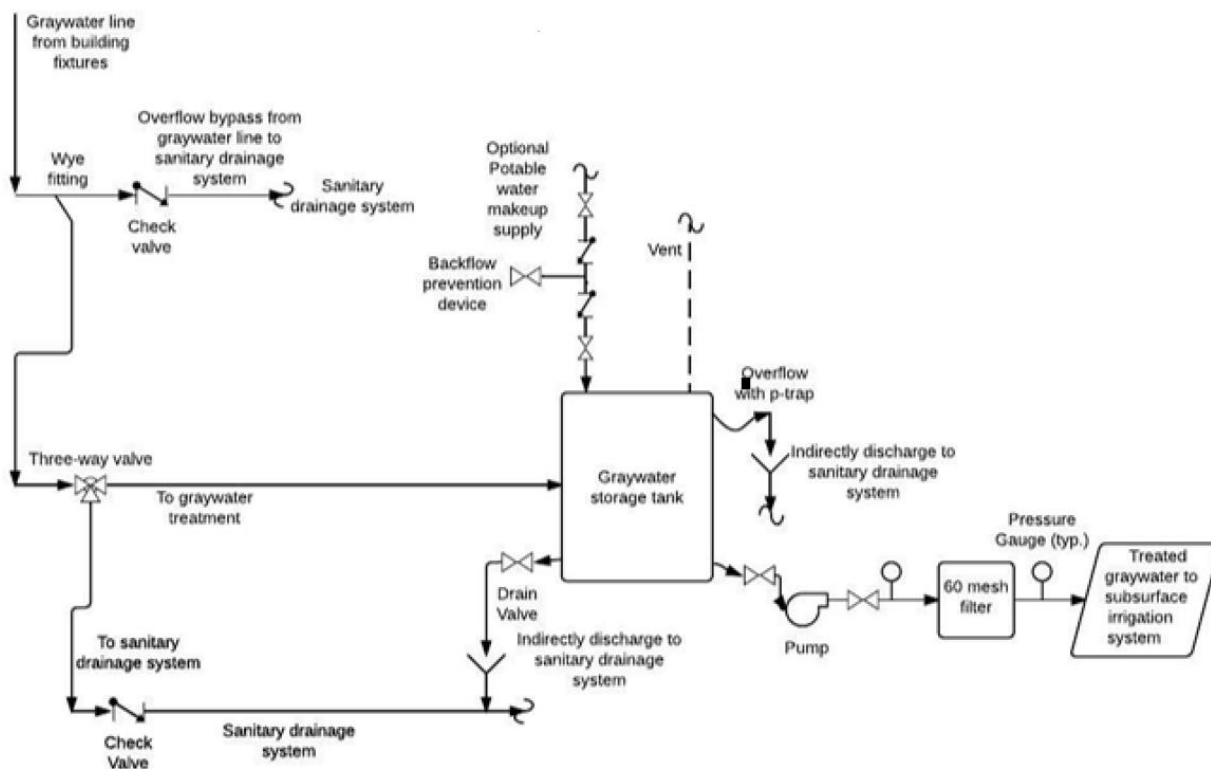 Graywater line
from building
fixtures
Overflow bypass from
graywater line to
sanitary drainage
system
Wye
fitting
Sanitary
drainage system
Check
valve
Optional
Potable
water
makeup
supply
Vent
Backflow
prevention
device
Overflow
with p-trap
Indirectly discharge to
sanitary drainage
system
Three-way valve
To graywater
treatment
Graywater
storage tank
Pressure
Gauge (typ.)
Treated
graywater to
subsurface
irrigation
system
60 mesh
filter
Drain
Valve
Pump
To sanitary
drainage system
Indirectly discharge to
sanitary drainage
system
Check
Valve
Sanitary drainage
system